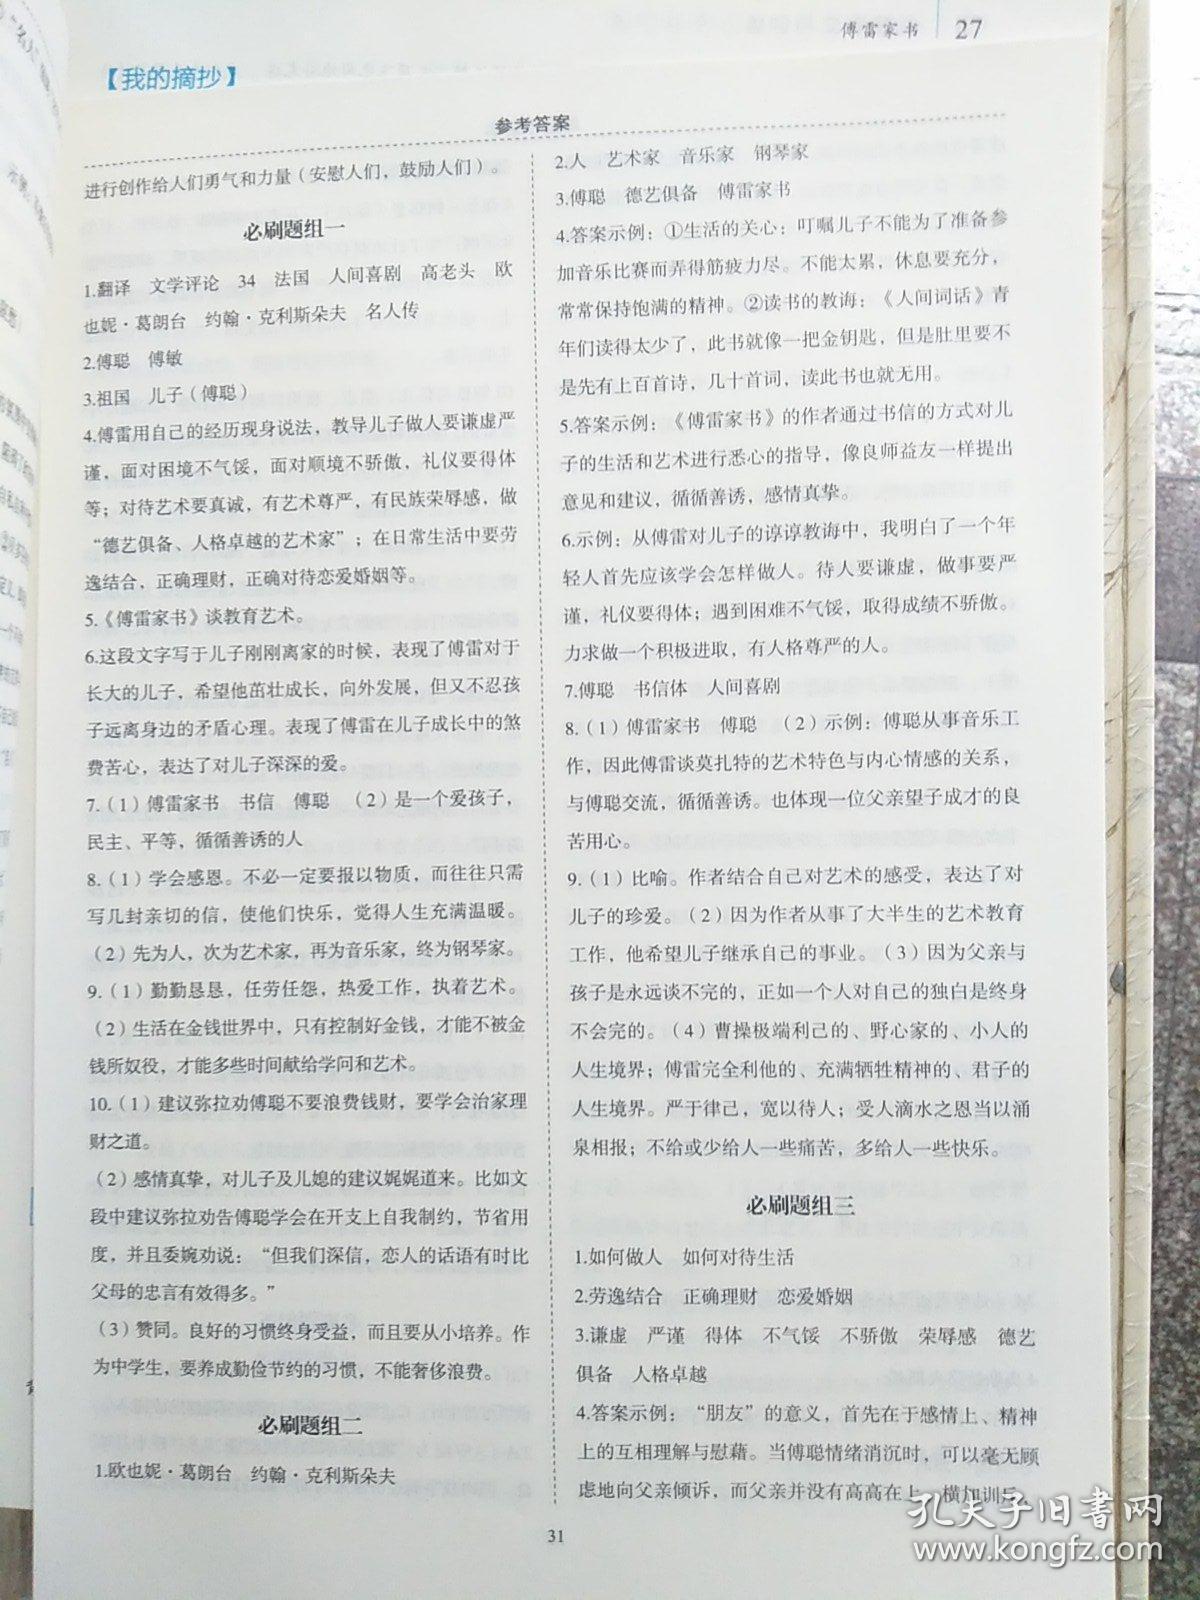 傅雷家书 27
【我的摘抄】
参考答案
进行创作给人们勇气和力量（安慰人们，鼓励人们）。
必刷题组一
1.翻译 文学评论 34 法国 人间喜剧 高老头 欧
也妮·葛朗台 约翰·克利斯朵夫 名人传
2.傅聪 傅敏
3.祖国 儿子（傅聪）
4.傅雷用自己的经历现身说法，教导儿子做人要谦虚严
谨，面对困境不气馁，面对顺境不骄傲，礼仪要得体
等；对待艺术要真诚，有艺术尊严，有民族荣辱感，做
“德艺俱备、人格卓越的艺术家”；在日常生活中要劳
逸结合，正确理财，正确对待恋爱婚姻等。
5.《傅雷家书》谈教育艺术。
6.这段文字写于儿子刚刚离家的时候，表现了傅雷对于
长大的儿子，希望他茁壮成长，向外发展，但又不忍孩
子远离身边的矛盾心理。表现了傅雷在儿子成长中的煞
费苦心，表达了对儿子深深的爱。
7.（1）傅雷家书 书信 傅聪 （2）是一个爱孩子，
民主、平等，循循善诱的人
8.（1）学会感恩。不必一定要报以物质，而往往只需
写几封亲切的信，使他们快乐，觉得人生充满温暖。
（2）先为人，次为艺术家，再为音乐家，终为钢琴家。
9.（1）勤勤恳恳，任劳任怨，热爱工作，执着艺术。
（2）生活在金钱世界中，只有控制好金钱，才能不被金
钱所奴役，才能多些时间献给学问和艺术。
10.（1）建议弥拉劝傅聪不要浪费钱财，要学会治家理
财之道。
（2）感情真挚，对儿子及儿媳的建议娓娓道来。比如文
段中建议弥拉劝告傅聪学会在开支上自我制约，节省用
度，并且委婉劝说：“但我们深信，恋人的话语有时比
父母的忠言有效得多。”
（3）赞同。良好的习惯终身受益，而且要从小培养。作
为中学生，要养成勤俭节约的习惯，不能奢侈浪费。
必刷题组二
1.欧也妮·葛朗台 约翰·克利斯朵夫
2.人 艺术家 音乐家 钢琴家
3.傅聪 德艺俱备 傅雷家书
4.答案示例：①生活的关心：叮嘱儿子不能为了准备参
加音乐比赛而弄得筋疲力尽。不能太累，休息要充分，
常常保持饱满的精神。②读书的教诲：《人间词话》青
年们读得太少了，此书就像一把金钥匙，但是肚里要不
是先有上百首诗，几十首词，读此书也就无用。
5.答案示例：《傅雷家书》的作者通过书信的方式对儿
子的生活和艺术进行悉心的指导，像良师益友一样提出
意见和建议，循循善诱，感情真挚。
6.示例：从傅雷对儿子的谆谆教诲中，我明白了一个年
轻人首先应该学会怎样做人。待人要谦虚，做事要严
谨，礼仪要得体；遇到困难不气馁，取得成绩不骄傲。
力求做一个积极进取，有人格尊严的人。
7.傅聪 书信体 人间喜剧
8.（1）傅雷家书 傅聪 （2）示例：傅聪从事音乐工
作，因此傅雷谈莫扎特的艺术特色与内心情感的关系，
与傅聪交流，循循善诱。也体现一位父亲望子成才的良
苦用心。
9.（1）比喻。作者结合自己对艺术的感受，表达了对
儿子的珍爱。（2）因为作者从事了大半生的艺术教育
工作，他希望儿子继承自己的事业。（3）因为父亲与
孩子是永远谈不完的，正如一个人对自己的独白是终身
不会完的。（4）曹操极端利己的、野心家的、小人的
人生境界；傅雷完全利他的、充满牺牲精神的、君子的
人生境界。严于律己，宽以待人；受人滴水之恩当以涌
泉相报；不给或少给人一些痛苦，多给人一些快乐。
必刷题组三
1.如何做人 如何对待生活
2.劳逸结合 正确理财 恋爱婚姻
3.谦虚 严谨 得体 不气馁 不骄傲 荣辱感 德艺
俱备 人格卓越
4.答案示例：“朋友”的意义，首先在于感情上、精神
上的互相理解与慰藉。当傅聪情绪消沉时，可以毫无顾
虑地向父亲倾诉，而父亲并没有高高在上、横加训斥
31
孔夫子旧书网
www.kongfz.com